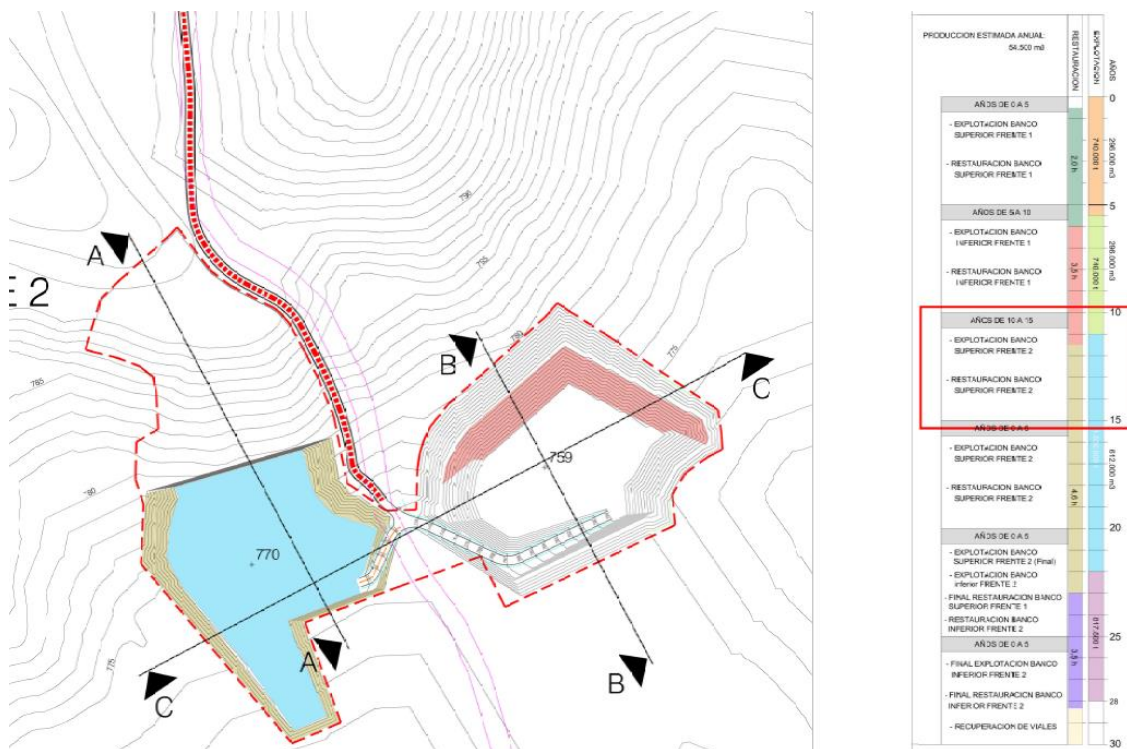 E 2
A
B
C
A
B
C
770
759
790
755
780
775
785
780
775
PRODUCCION ESTIMADA ANUAL:
54.500 m3
RESTAURACION
EXPLOTACION
AÑOS
AÑOS DE 0 A 5
- EXPLOTACION BANCO
SUPERIOR FRENTE 1
- RESTAURACION BANCO
SUPERIOR FRENTE 1
AÑOS DE 5 A 10
- EXPLOTACION BANCO
INFERIOR FRENTE 1
- RESTAURACION BANCO
INFERIOR FRENTE 1
AÑOS DE 10 A 15
- EXPLOTACION BANCO
SUPERIOR FRENTE 2
- RESTAURACION BANCO
SUPERIOR FRENTE 2
AÑOS DE 0 A 5
- EXPLOTACION BANCO
SUPERIOR FRENTE 2
- RESTAURACION BANCO
SUPERIOR FRENTE 2
AÑOS DE 0 A 5
- EXPLOTACION BANCO
SUPERIOR FRENTE 2 (Final)
- EXPLOTACION BANCO
inferior FRENTE 2
- FINAL RESTAURACION BANCO
SUPERIOR FRENTE 1
- RESTAURACION BANCO
INFERIOR FRENTE 2
AÑOS DE 0 A 5
- FINAL EXPLOTACION BANCO
INFERIOR FRENTE 2
- FINAL RESTAURACION BANCO
INFERIOR FRENTE 2
- RECUPERACION DE VIALES
2,0 h
3,5 h
4,6 h
3,5 h
740.000 t
740.000 t
617.500 t
296.000 m3
296.000 m3
612.000 m3
0
5
10
15
20
25
28
30